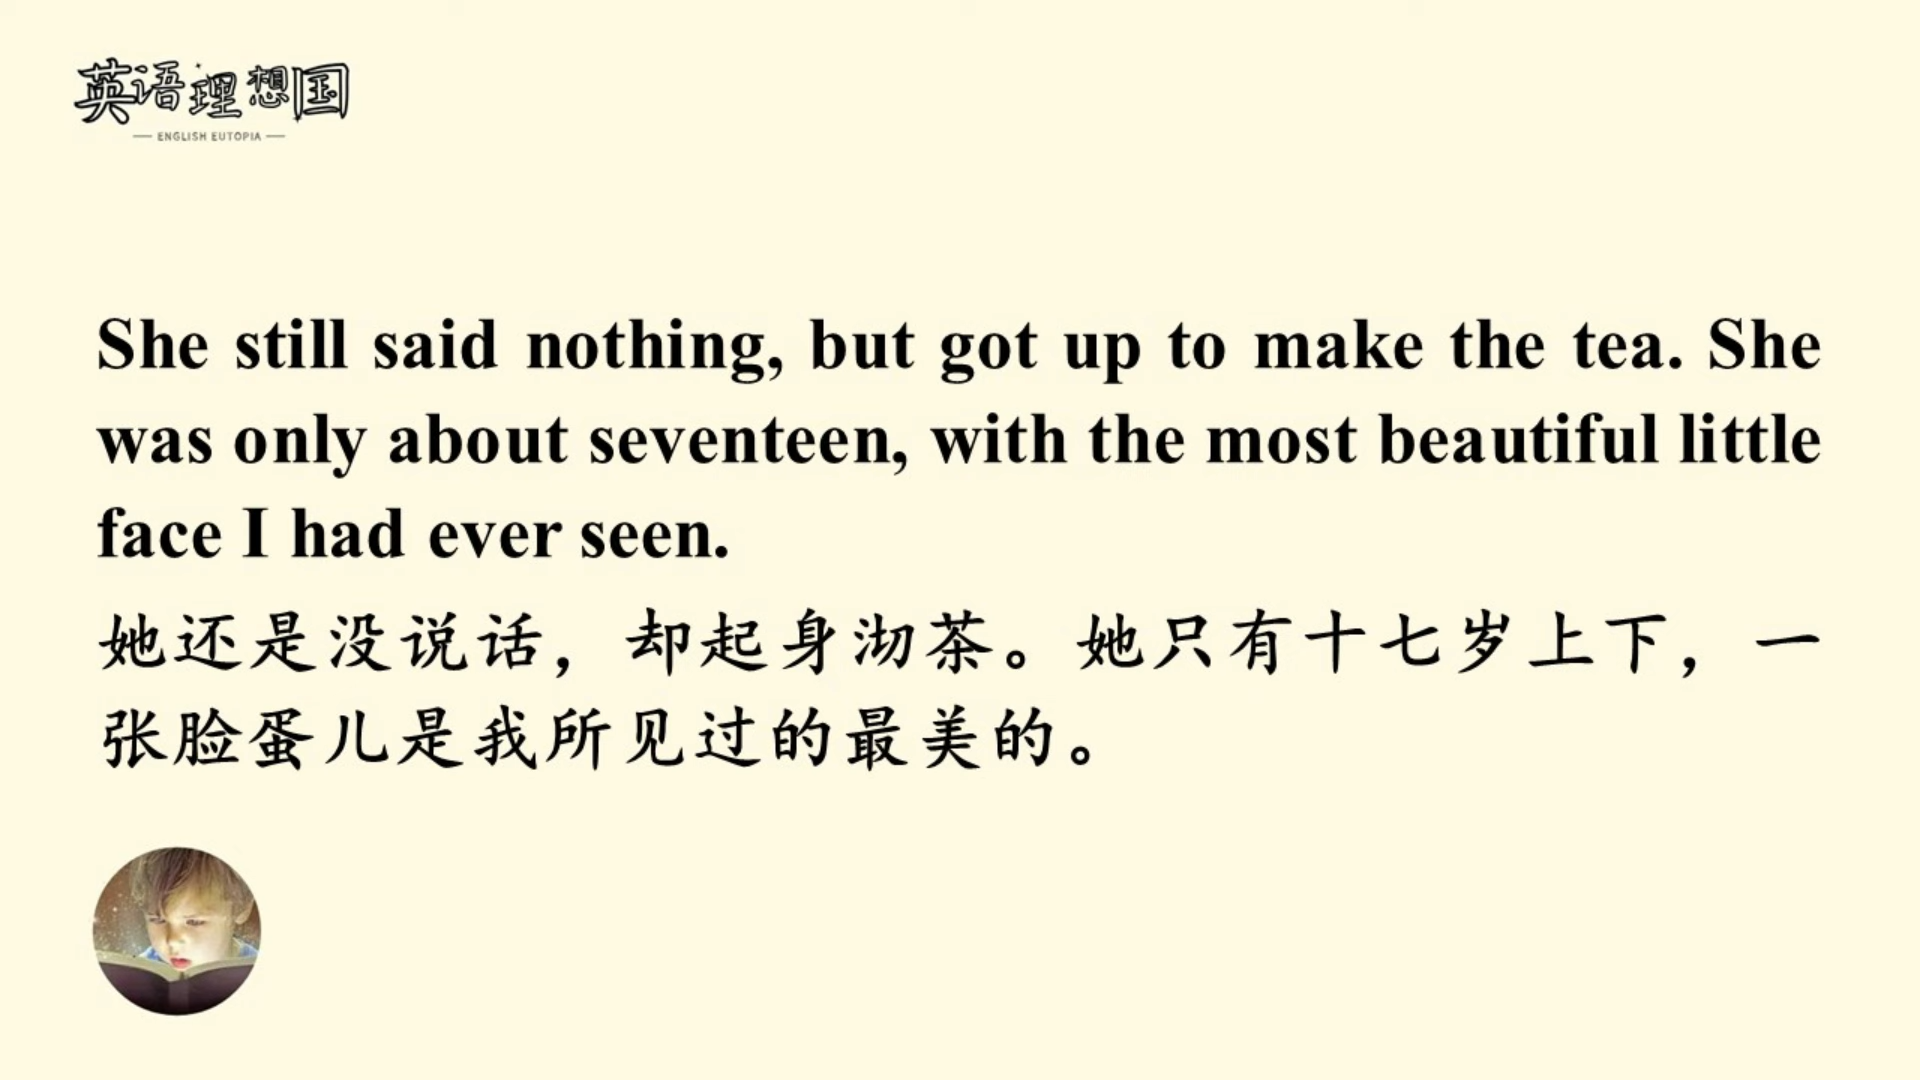 英语理想国
ENGLISH EUTOPIA
She still said nothing, but got up to make the tea. She
was only about seventeen, with the most beautiful little
face I had ever seen.
她还是没说话，却起身沏茶。她只有十七岁上下，一
张脸蛋儿是我所见过的最美的。